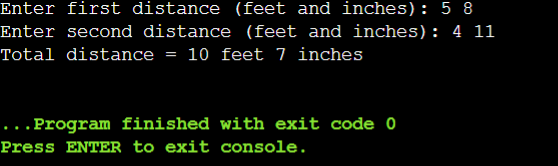 Enter first distance (feet and inches): 5 8
Enter second distance (feet and inches): 4 11
Total distance = 10 feet 7 inches
...Program finished with exit code 0
Press ENTER to exit console.